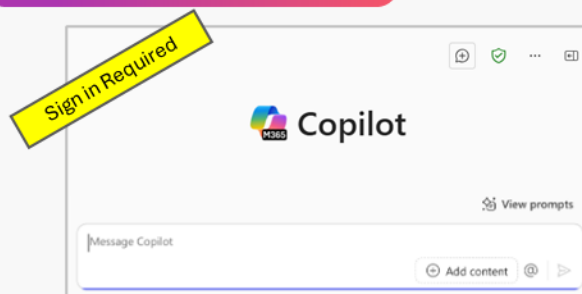 Sign in Required
M365
Copilot
View prompts
Message Copilot
Add content